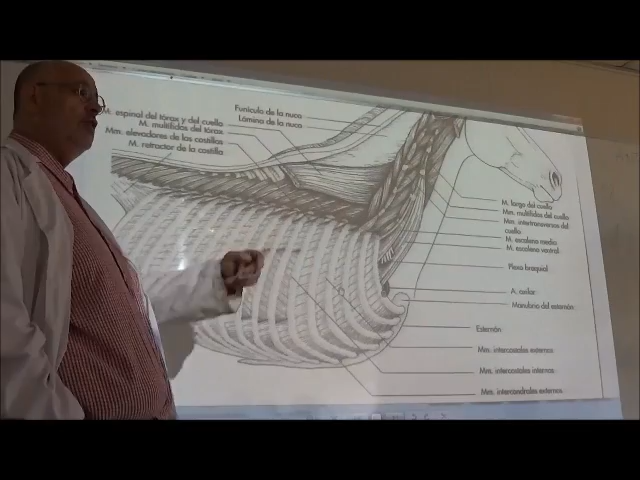 M. espinal del tórax y del cuello
M. multífidos del tórax
Mm. elevadores de las costillas
M. retractor de la costilla
Funículo de la nuca
Lámina de la nuca
M. largo del cuello
Mm. multífidos del cuello
Mm. intertransversos del
cuello
M. escaleno medio
M. escaleno ventral
Plexo braquial
A. axilar
Manubrio del esternón
Esternón
Mm. intercostales externos
Mm. intercostales internos
Mm. intercondrales externos